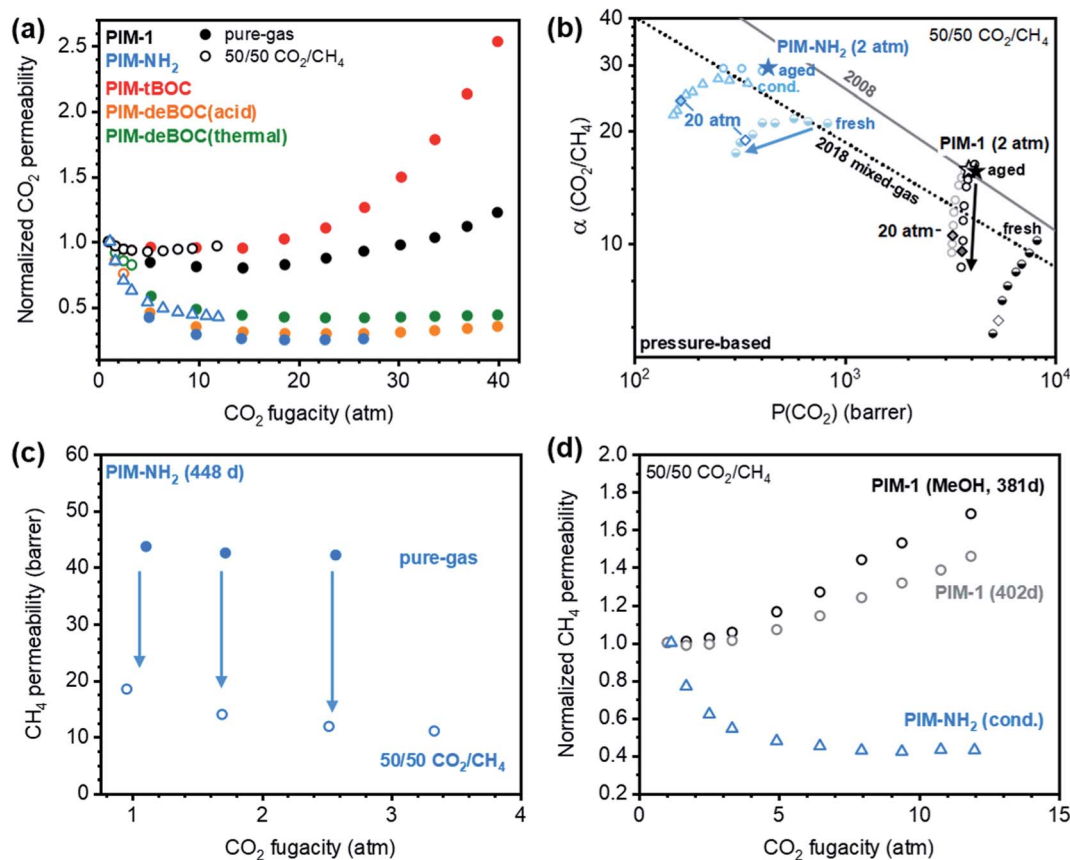 (a)
PIM-1
PIM-NH₂
PIM-tBOC
PIM-deBOC(acid)
PIM-deBOC(thermal)
pure-gas
50/50 CO₂/CH₄
2.5
2.0
1.5
1.0
0.5
0
10
20
30
40
Normalized CO₂ permeability
CO₂ fugacity (atm)
(b)
50/50 CO₂/CH₄
PIM-NH₂ (2 atm)
aged
cond.
20 atm
fresh
2008
2018 mixed-gas
PIM-1 (2 atm)
aged
20 atm
fresh
pressure-based
40
30
20
10
10²
10³
10⁴
α (CO₂/CH₄)
P(CO₂) (barrer)
(c)
PIM-NH₂ (448 d)
pure-gas
50/50 CO₂/CH₄
60
50
40
30
20
10
0
1
2
3
4
CH₄ permeability (barrer)
CO₂ fugacity (atm)
(d)
50/50 CO₂/CH₄
PIM-1 (MeOH, 381d)
PIM-1 (402d)
PIM-NH₂ (cond.)
2.0
1.8
1.6
1.4
1.2
1.0
0.8
0.6
0.4
0.2
0
5
10
15
Normalized CH₄ permeability
CO₂ fugacity (atm)